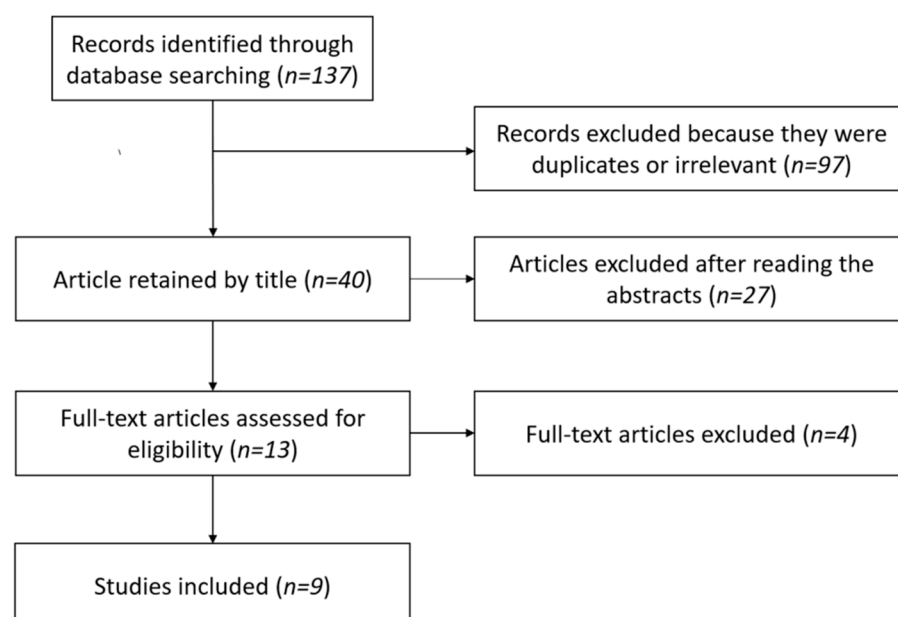 Records identified through
database searching (n=137)
Records excluded because they were
duplicates or irrelevant (n=97)
Article retained by title (n=40)
Articles excluded after reading the
abstracts (n=27)
Full-text articles assessed for
eligibility (n=13)
Full-text articles excluded (n=4)
Studies included (n=9)